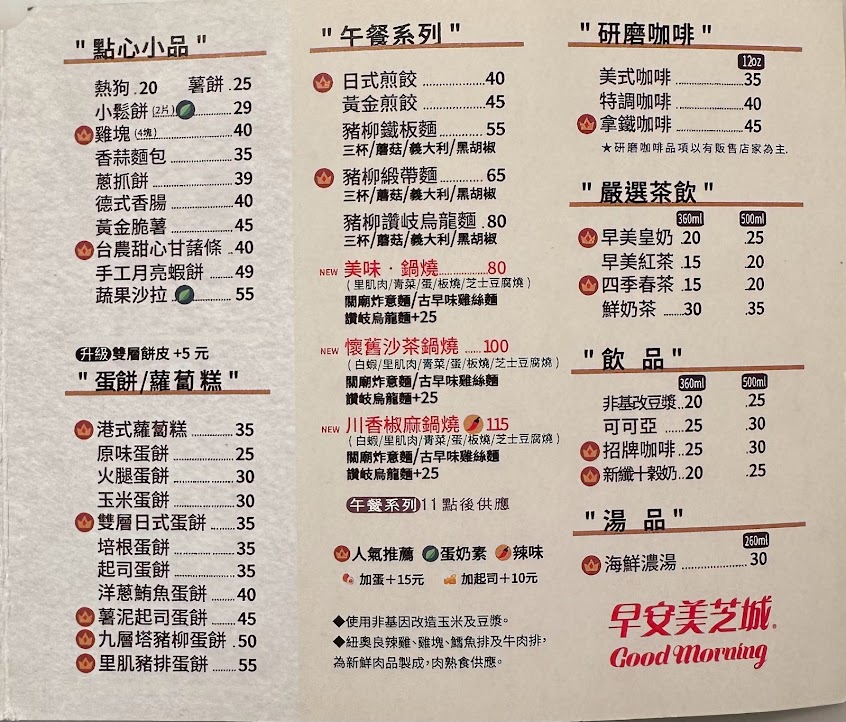 "點心小品"
熱狗.20 薯餅.25
小鬆餅(2片)......29
雞塊(4塊)......40
香蒜麵包......35
蔥抓餅......39
德式香腸......40
黃金脆薯......45
台農甜心甘藷條..40
手工月亮蝦餅......49
蔬果沙拉......55
升級 雙層餅皮 +5 元
"蛋餅/蘿蔔糕"
港式蘿蔔糕......35
原味蛋餅......25
火腿蛋餅......30
玉米蛋餅......30
雙層日式蛋餅......35
培根蛋餅......35
起司蛋餅......35
洋蔥鮪魚蛋餅......40
薯泥起司蛋餅......45
九層塔豬柳蛋餅.50
里肌豬排蛋餅......55
"午餐系列"
日式煎餃......40
黃金煎餃......45
豬柳鐵板麵......55
三杯/蘑菇/義大利/黑胡椒
豬柳緞帶麵......65
三杯/蘑菇/義大利/黑胡椒
豬柳讚岐烏龍麵.80
三杯/蘑菇/義大利/黑胡椒
NEW 美味‧鍋燒......80
(里肌肉/青菜/蛋/板燒/芝士豆腐燒)
關廟炸意麵/古早味雞絲麵
讚岐烏龍麵+25
NEW 懷舊沙茶鍋燒......100
(白蝦/里肌肉/青菜/蛋/板燒/芝士豆腐燒)
關廟炸意麵/古早味雞絲麵
讚岐烏龍麵+25
NEW 川香椒麻鍋燒 115
(白蝦/里肌肉/青菜/蛋/板燒/芝士豆腐燒)
關廟炸意麵/古早味雞絲麵
讚岐烏龍麵+25
午餐系列 11點後供應
人氣推薦 蛋奶素 辣味
加蛋+15元 加起司+10元
◆使用非基因改造玉米及豆漿。
◆紐奧良辣雞、雞塊、鱈魚排及牛肉排,
為新鮮肉品製成,肉熟食供應。
"研磨咖啡"
12oz
美式咖啡......35
特調咖啡......40
拿鐵咖啡......45
★研磨咖啡品項以有販售店家為主.
"嚴選茶飲"
360ml 500ml
早美皇奶.20 .25
早美紅茶.15 .20
四季春茶.15 .20
鮮奶茶......30 .35
"飲 品"
360ml 500ml
非基改豆漿..20 .25
可可亞......25 .30
招牌咖啡..25 .30
新纖十穀奶..20 .25
"湯 品"
260ml
海鮮濃湯......30
早安美芝城®
Good Morning